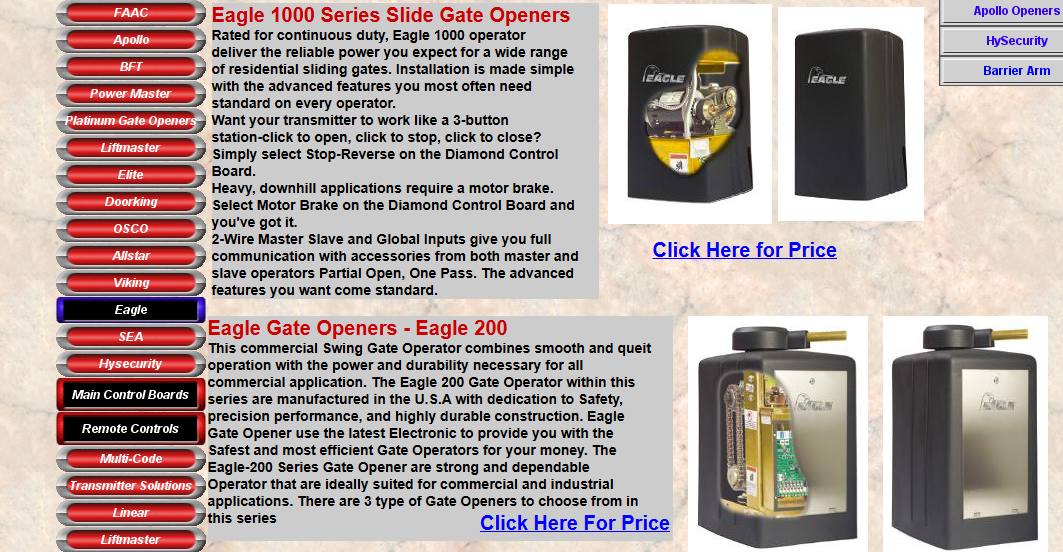 FAAC
Apollo
BFT
Power Master
Platinum Gate Openers
Liftmaster
Elite
Doorking
OSCO
Allstar
Viking
Eagle
SEA
Hysecurity
Main Control Boards
Remote Controls
Multi-Code
Transmitter Solutions
Linear
Liftmaster
Eagle 1000 Series Slide Gate Openers
Rated for continuous duty, Eagle 1000 operator
deliver the reliable power you expect for a wide range
of residential sliding gates. Installation is made simple
with the advanced features you most often need
standard on every operator.
Want your transmitter to work like a 3-button
station-click to open, click to stop, click to close?
Simply select Stop-Reverse on the Diamond Control
Board.
Heavy, downhill applications require a motor brake.
Select Motor Brake on the Diamond Control Board and
you've got it.
2-Wire Master Slave and Global Inputs give you full
communication with accessories from both master and
slave operators Partial Open, One Pass. The advanced
features you want come standard.
EAGLE
EAGLE
Click Here for Price
Eagle Gate Openers - Eagle 200
This commercial Swing Gate Operator combines smooth and queit
operation with the power and durability necessary for all
commercial application. The Eagle 200 Gate Operator within this
series are manufactured in the U.S.A with dedication to Safety,
precision performance, and highly durable construction. Eagle
Gate Opener use the latest Electronic to provide you with the
Safest and most efficient Gate Operators for your money. The
Eagle-200 Series Gate Opener are strong and dependable
Operator that are ideally suited for commercial and industrial
applications. There are 3 type of Gate Openers to choose from in
this series
Click Here For Price
EAGLE
EAGLE
Apollo Openers
HySecurity
Barrier Arm